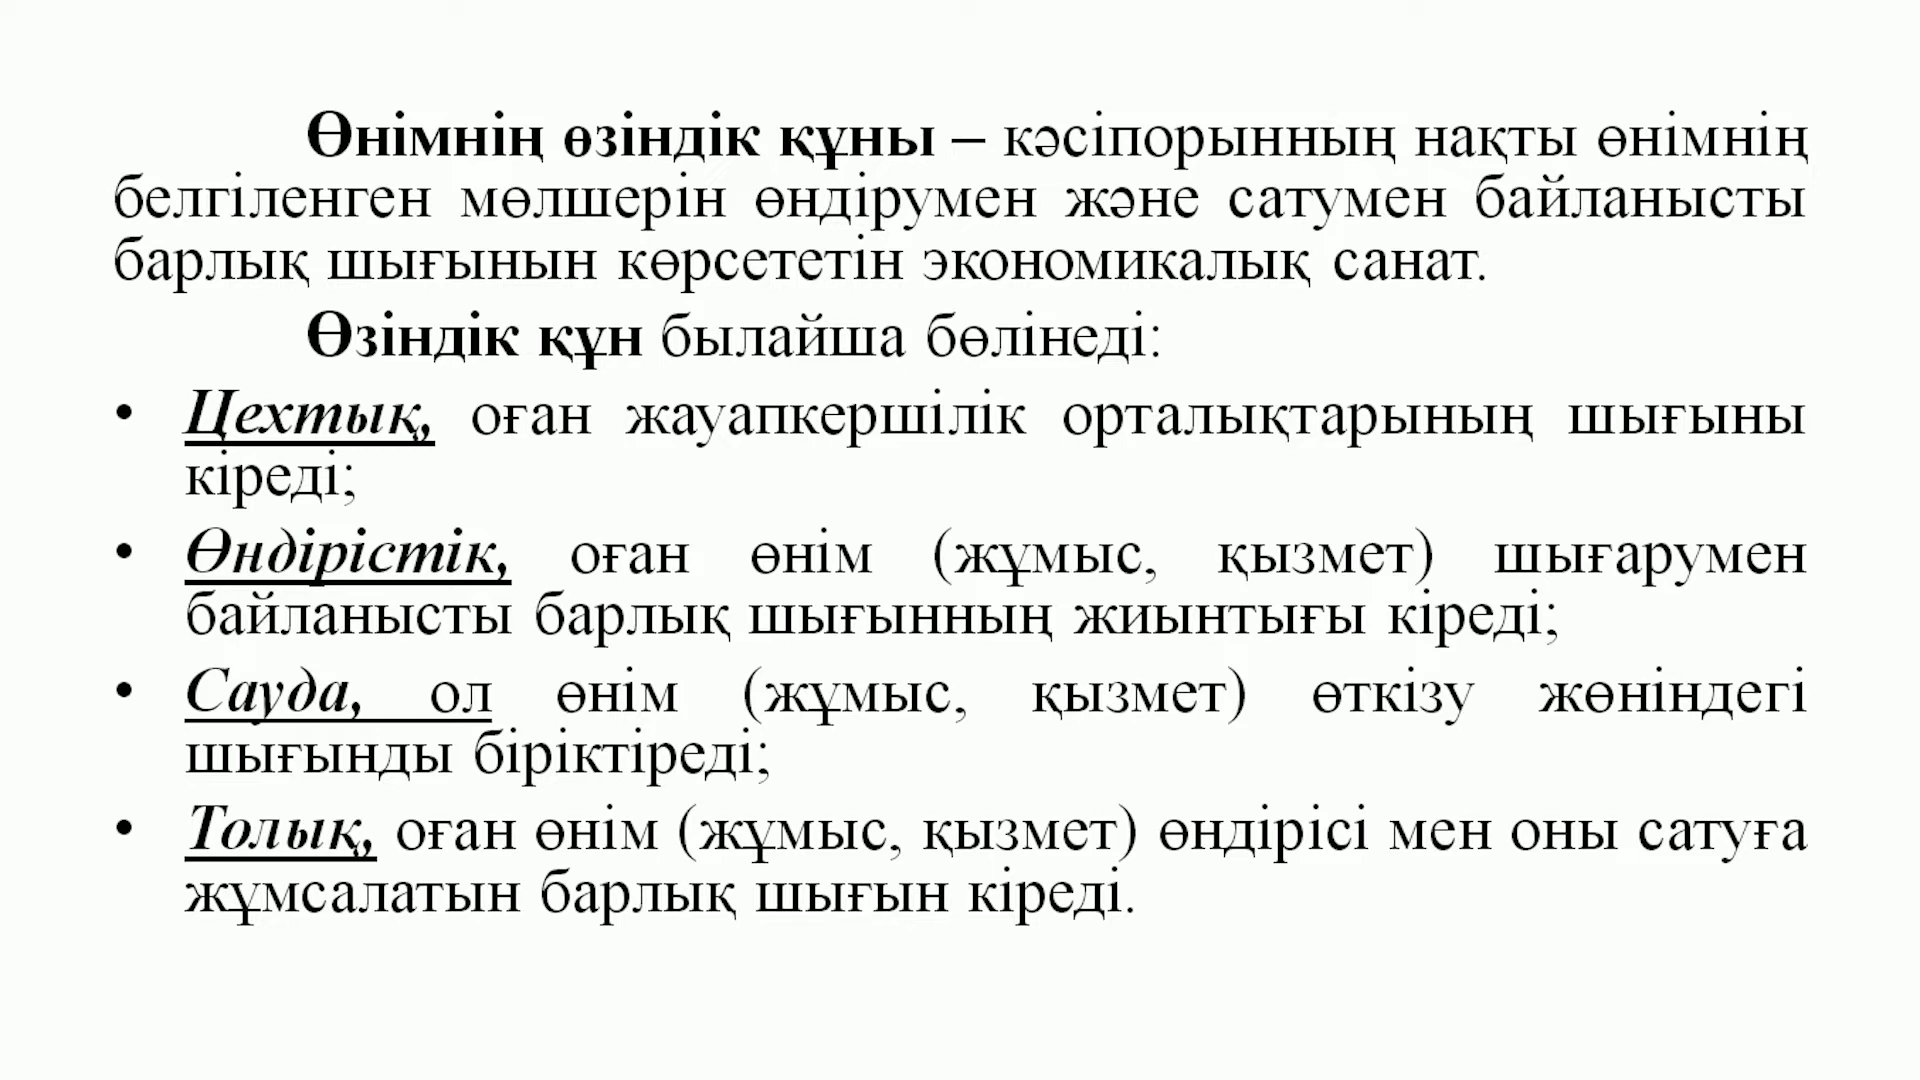 Өнімнің өзіндік құны – кәсіпорынның нақты өнімнің
белгіленген мөлшерін өндірумен және сатумен байланысты
барлық шығынын көрсететін экономикалық санат.
Өзіндік құн былайша бөлінеді:
• Цехтық, оған жауапкершілік орталықтарының шығыны
кіреді;
• Өндірістік, оған өнім (жұмыс, қызмет) шығарумен
байланысты барлық шығынның жиынтығы кіреді;
• Сауда, ол өнім (жұмыс, қызмет) өткізу жөніндегі
шығынды біріктіреді;
• Толық, оған өнім (жұмыс, қызмет) өндірісі мен оны сатуға
жұмсалатын барлық шығын кіреді.